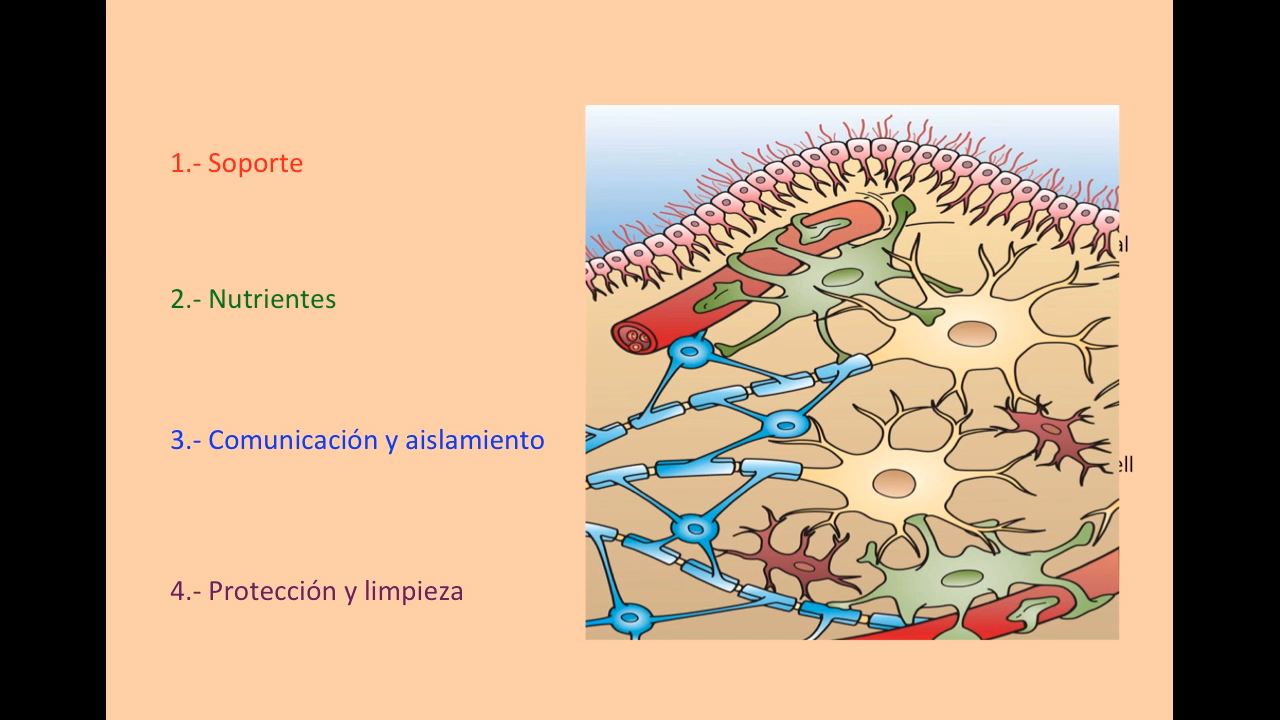 1.- Soporte
2.- Nutrientes
3.- Comunicación y aislamiento
4.- Protección y limpieza